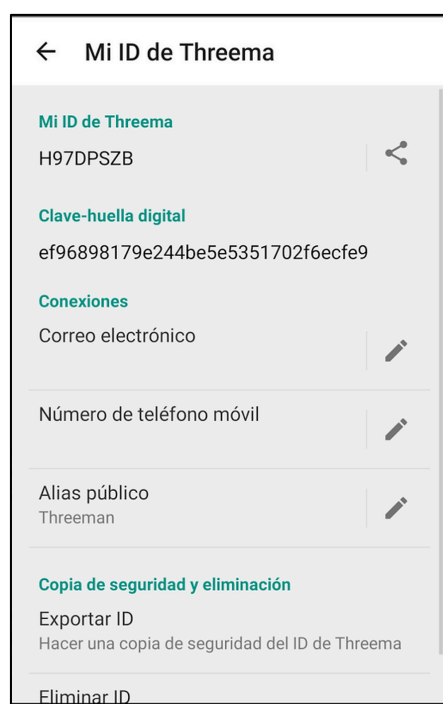 Mi ID de Threema
Mi ID de Threema
H97DPSZB
Clave-huella digital
ef96898179e244be5e5351702f6ecfe9
Conexiones
Correo electrónico
Número de teléfono móvil
Alias público
Threeman
Copia de seguridad y eliminación
Exportar ID
Hacer una copia de seguridad del ID de Threema
Eliminar ID